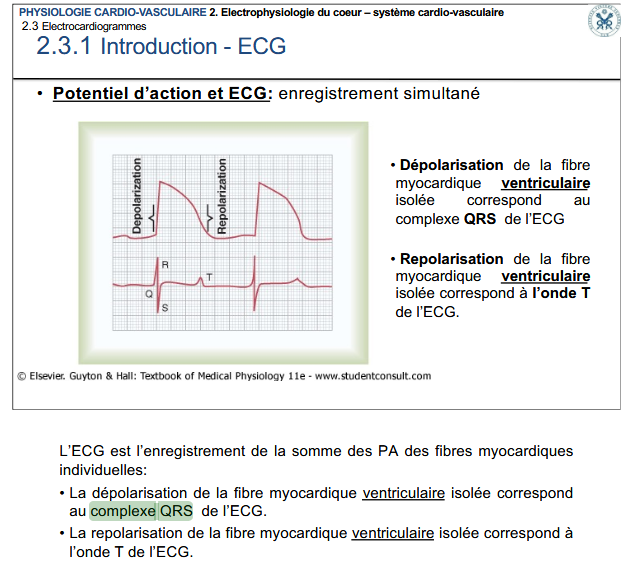 PHYSIOLOGIE CARDIO-VASCULAIRE 2. Electrophysiologie du coeur – système cardio-vasculaire
2.3 Electrocardiogrammes
2.3.1 Introduction - ECG
• Potentiel d’action et ECG: enregistrement simultané
Depolarization
Repolarization
R
T
Q
S
• Dépolarisation de la fibre
myocardique ventriculaire
isolée correspond au
complexe QRS de l’ECG
• Repolarisation de la fibre
myocardique ventriculaire
isolée correspond à l’onde T
de l’ECG.
© Elsevier. Guyton & Hall: Textbook of Medical Physiology 11e - www.studentconsult.com
L’ECG est l’enregistrement de la somme des PA des fibres myocardiques
individuelles:
• La dépolarisation de la fibre myocardique ventriculaire isolée correspond
au complexe QRS de l’ECG.
• La repolarisation de la fibre myocardique ventriculaire isolée correspond à
l’onde T de l’ECG.